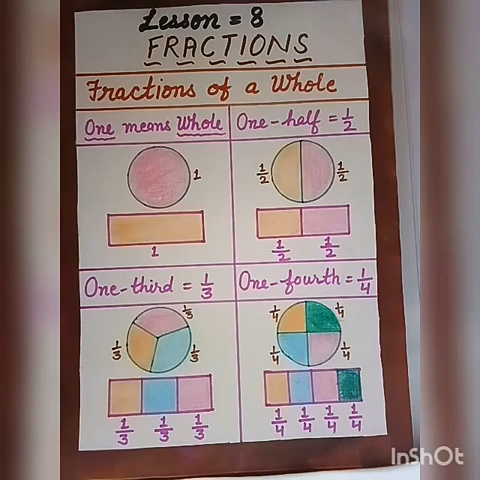 Lesson = 8
FRACTIONS
Fractions of a Whole
One means Whole
One-half = 1/2
1
1/2 1/2
1
1/2 1/2
One-third = 1/3
One-fourth = 1/4
1/3
1/3 1/3
1/4 1/4
1/4 1/4
1/3 1/3 1/3
1/4 1/4 1/4 1/4
InShOt